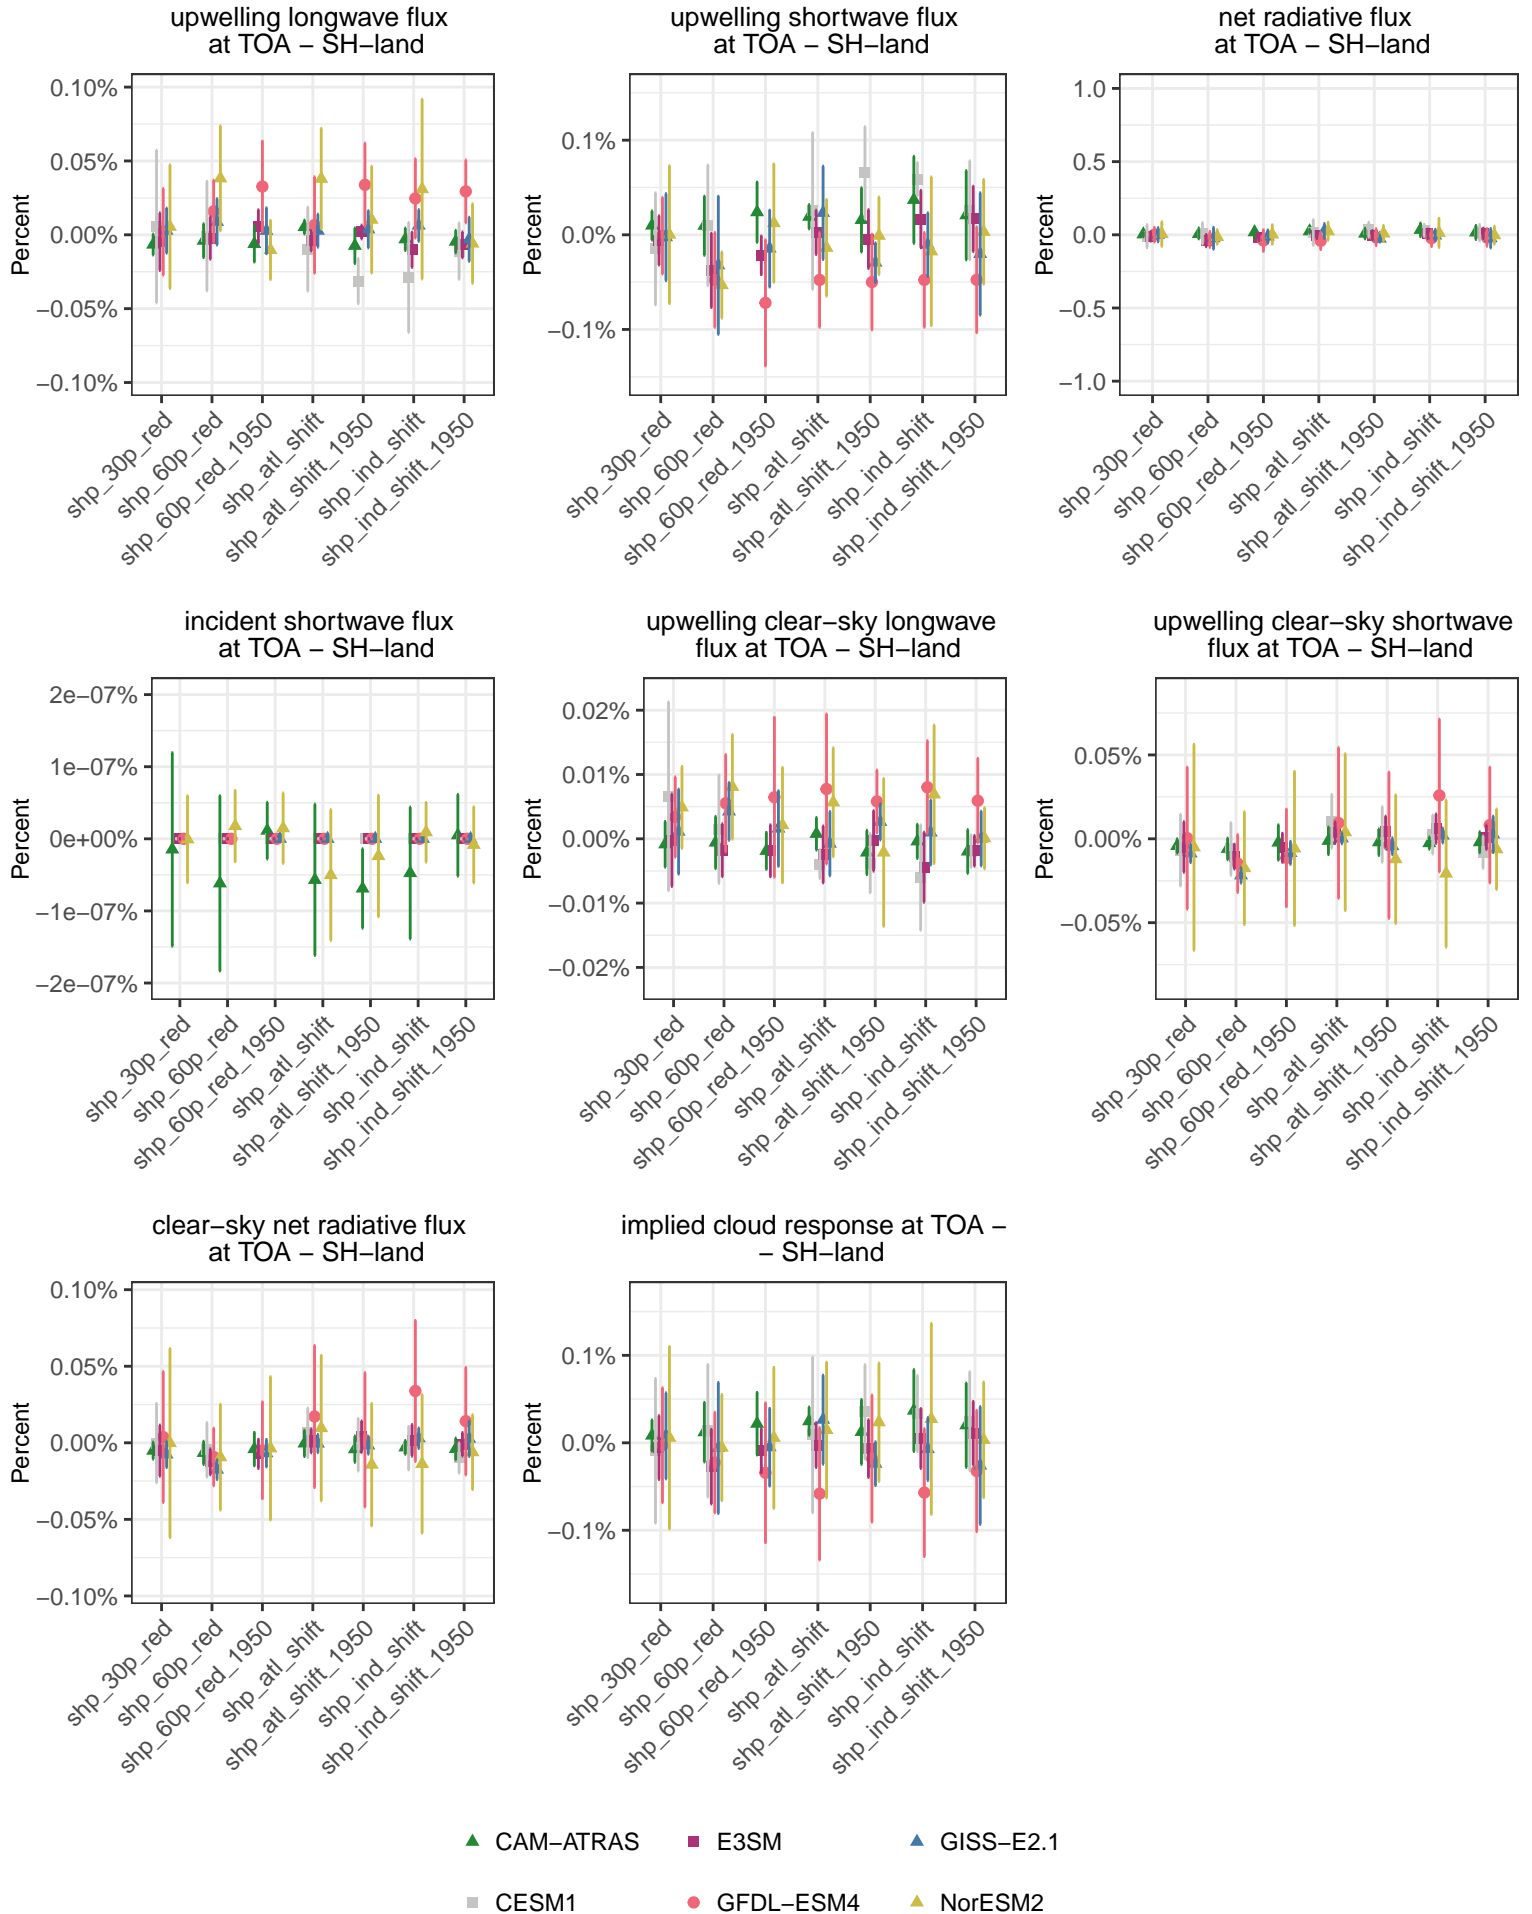 upwelling longwave flux
at TOA − SH−land
upwelling shortwave flux
at TOA − SH−land
net radiative flux
at TOA − SH−land
Percent
0.10%
0.05%
0.00%
−0.05%
−0.10%
shp_30p_red
shp_60p_red
shp_60p_red_1950
shp_atl_shift
shp_atl_shift_1950
shp_ind_shift
shp_ind_shift_1950
Percent
0.1%
0.0%
−0.1%
shp_30p_red
shp_60p_red
shp_60p_red_1950
shp_atl_shift
shp_atl_shift_1950
shp_ind_shift
shp_ind_shift_1950
Percent
1.0
0.5
0.0
−0.5
−1.0
shp_30p_red
shp_60p_red
shp_60p_red_1950
shp_atl_shift
shp_atl_shift_1950
shp_ind_shift
shp_ind_shift_1950
incident shortwave flux
at TOA − SH−land
upwelling clear−sky longwave
flux at TOA − SH−land
upwelling clear−sky shortwave
flux at TOA − SH−land
Percent
2e−07%
1e−07%
0e+00%
−1e−07%
−2e−07%
shp_30p_red
shp_60p_red
shp_60p_red_1950
shp_atl_shift
shp_atl_shift_1950
shp_ind_shift
shp_ind_shift_1950
Percent
0.02%
0.01%
0.00%
−0.01%
−0.02%
shp_30p_red
shp_60p_red
shp_60p_red_1950
shp_atl_shift
shp_atl_shift_1950
shp_ind_shift
shp_ind_shift_1950
Percent
0.05%
0.00%
−0.05%
shp_30p_red
shp_60p_red
shp_60p_red_1950
shp_atl_shift
shp_atl_shift_1950
shp_ind_shift
shp_ind_shift_1950
clear−sky net radiative flux
at TOA − SH−land
implied cloud response at TOA −
− SH−land
Percent
0.10%
0.05%
0.00%
−0.05%
−0.10%
shp_30p_red
shp_60p_red
shp_60p_red_1950
shp_atl_shift
shp_atl_shift_1950
shp_ind_shift
shp_ind_shift_1950
Percent
0.1%
0.0%
−0.1%
shp_30p_red
shp_60p_red
shp_60p_red_1950
shp_atl_shift
shp_atl_shift_1950
shp_ind_shift
shp_ind_shift_1950
CAM−ATRAS
E3SM
GISS−E2.1
CESM1
GFDL−ESM4
NorESM2